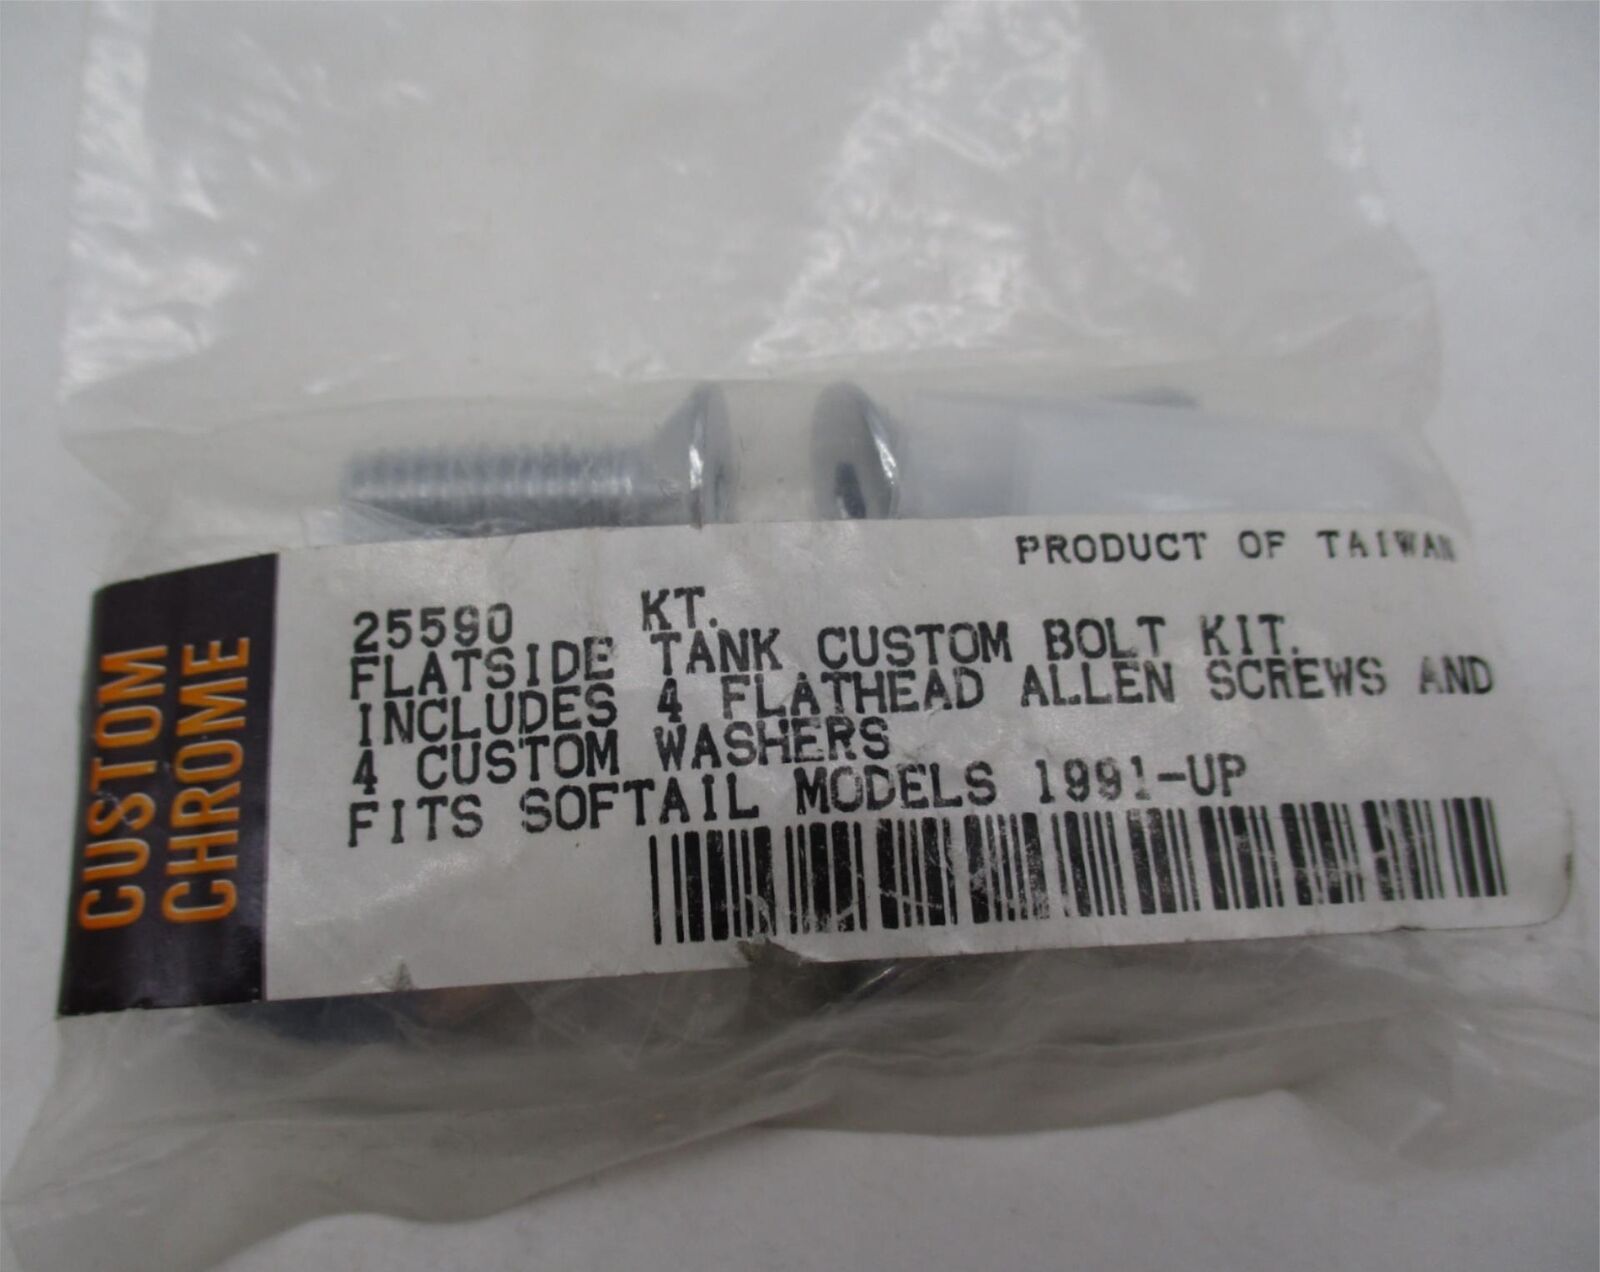 CUSTOM
CHROME
PRODUCT OF TAIWAN
25590 KT.
FLATSIDE TANK CUSTOM BOLT KIT.
INCLUDES 4 FLATHEAD ALLEN SCREWS AND
4 CUSTOM WASHERS
FITS SOFTAIL MODELS 1991-UP